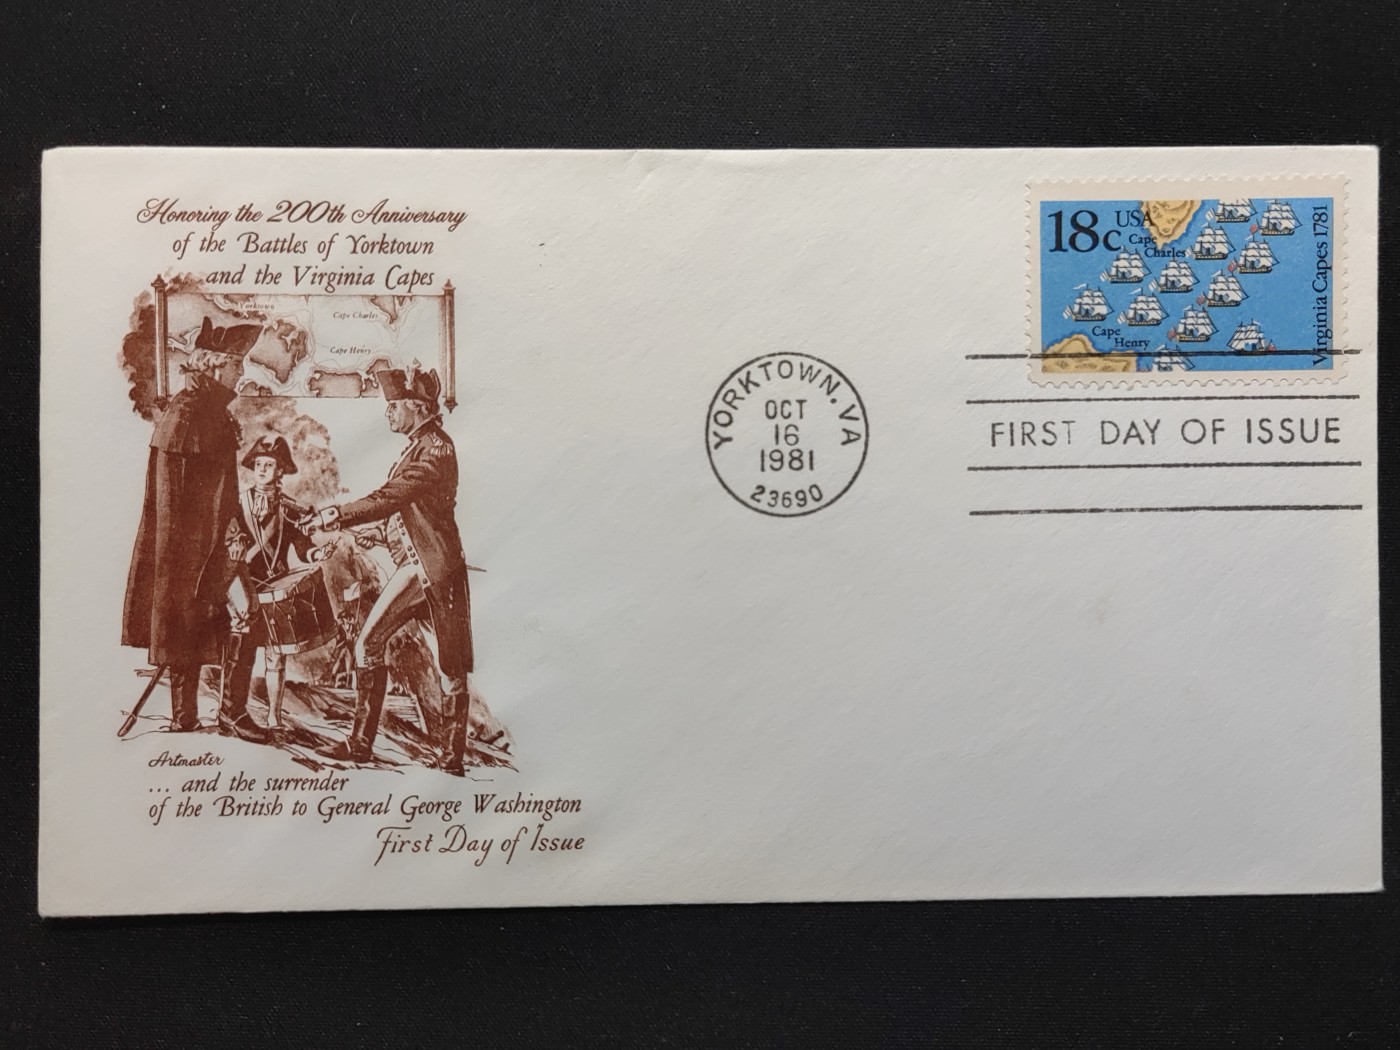 Honoring the 200th Anniversary
of the Battles of Yorktown
and the Virginia Capes
Yorktown
Cape Charles
Cape Henry
Artmaster
... and the surrender
of the British to General George Washington
First Day of Issue
YORKTOWN. VA
OCT
16
1981
23690
18c USA
Cape
Charles
Cape
Henry
Virginia Capes 1781
FIRST DAY OF ISSUE